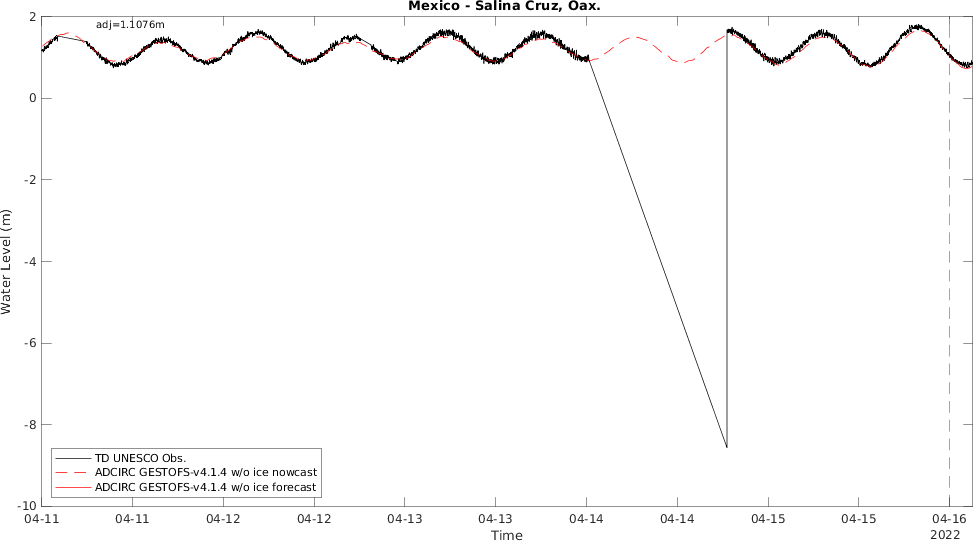 Mexico - Salina Cruz, Oax.
adj=1.1076m
2
0
-2
-4
-6
-8
-10
Water Level (m)
TD UNESCO Obs.
ADCIRC GESTOFS-v4.1.4 w/o ice nowcast
ADCIRC GESTOFS-v4.1.4 w/o ice forecast
04-11 04-11 04-12 04-12 04-13 04-13 04-14 04-14 04-15 04-15 04-16
Time
2022